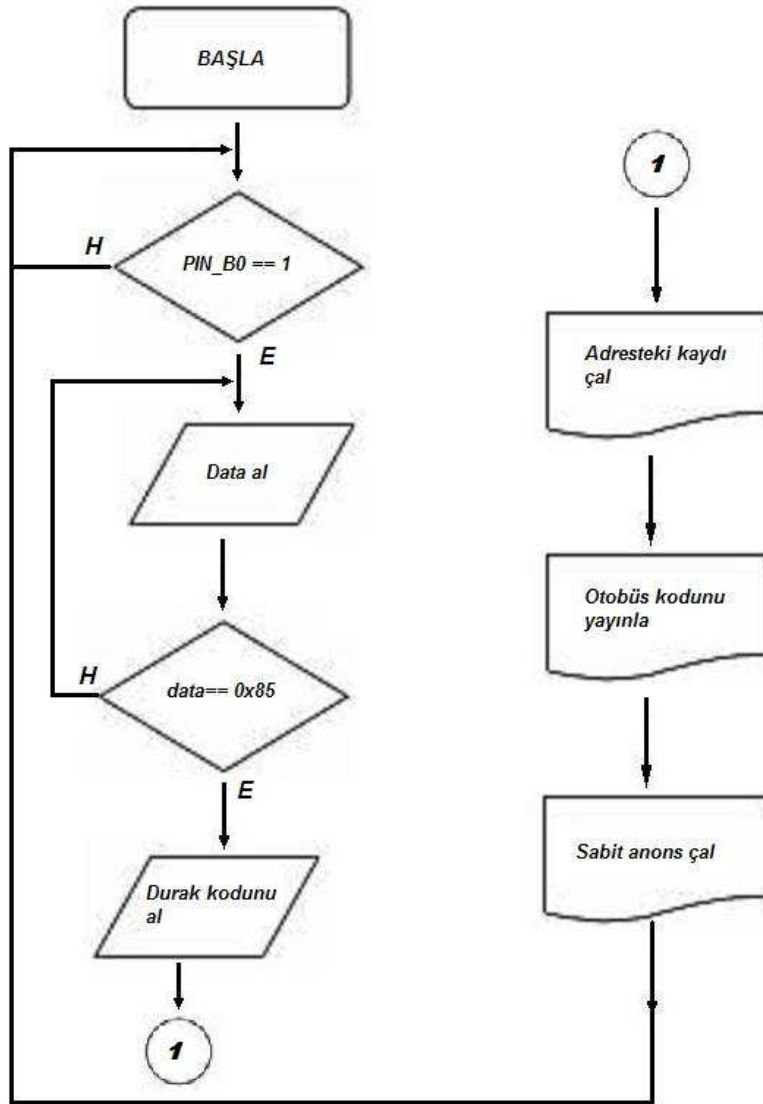 BAŞLA
H
PIN_B0 == 1
E
Data al
H
data== 0x85
E
Durak kodunu
al
1
1
Adresteki kaydı
çal
Otobüs kodunu
yayınla
Sabit anons çal